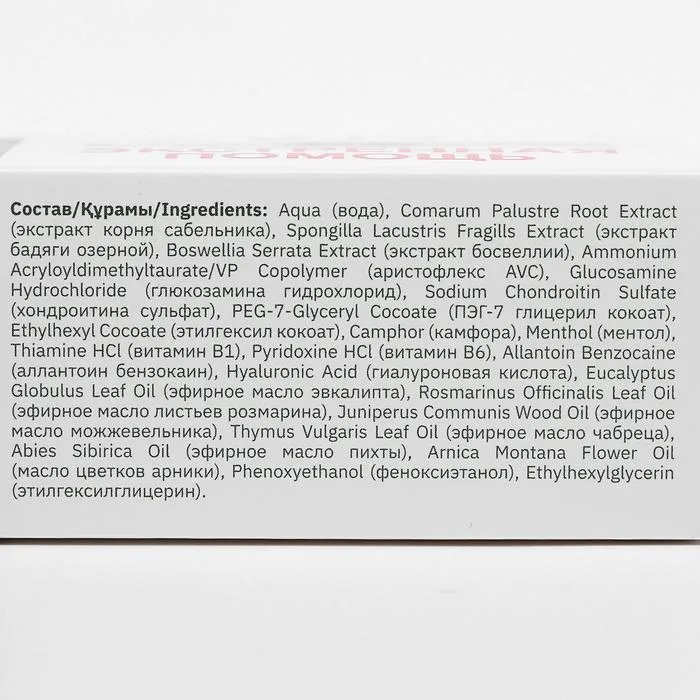 ЭКСТРЕННАЯ
ПОМОЩЬ
Состав/Құрамы/Ingredients: Aqua (вода), Comarum Palustre Root Extract
(экстракт корня сабельника), Spongilla Lacustris Fragills Extract (экстракт
бадяги озерной), Boswellia Serrata Extract (экстракт босвеллии), Ammonium
Acryloyldimethyltaurate/VP Copolymer (аристофлекс AVC), Glucosamine
Hydrochloride (глюкозамина гидрохлорид), Sodium Chondroitin Sulfate
(хондроитина сульфат), PEG-7-Glyceryl Cocoate (ПЭГ-7 глицерил кокоат),
Ethylhexyl Cocoate (этилгексил кокоат), Camphor (камфора), Menthol (ментол),
Thiamine HCl (витамин B1), Pyridoxine HCl (витамин B6), Allantoin Benzocaine
(аллантоин бензокаин), Hyaluronic Acid (гиалуроновая кислота), Eucalyptus
Globulus Leaf Oil (эфирное масло эвкалипта), Rosmarinus Officinalis Leaf Oil
(эфирное масло листьев розмарина), Juniperus Communis Wood Oil (эфирное
масло можжевельника), Thymus Vulgaris Leaf Oil (эфирное масло чабреца),
Abies Sibirica Oil (эфирное масло пихты), Arnica Montana Flower Oil
(масло цветков арники), Phenoxyethanol (феноксиэтанол), Ethylhexylglycerin
(этилгексилглицерин).